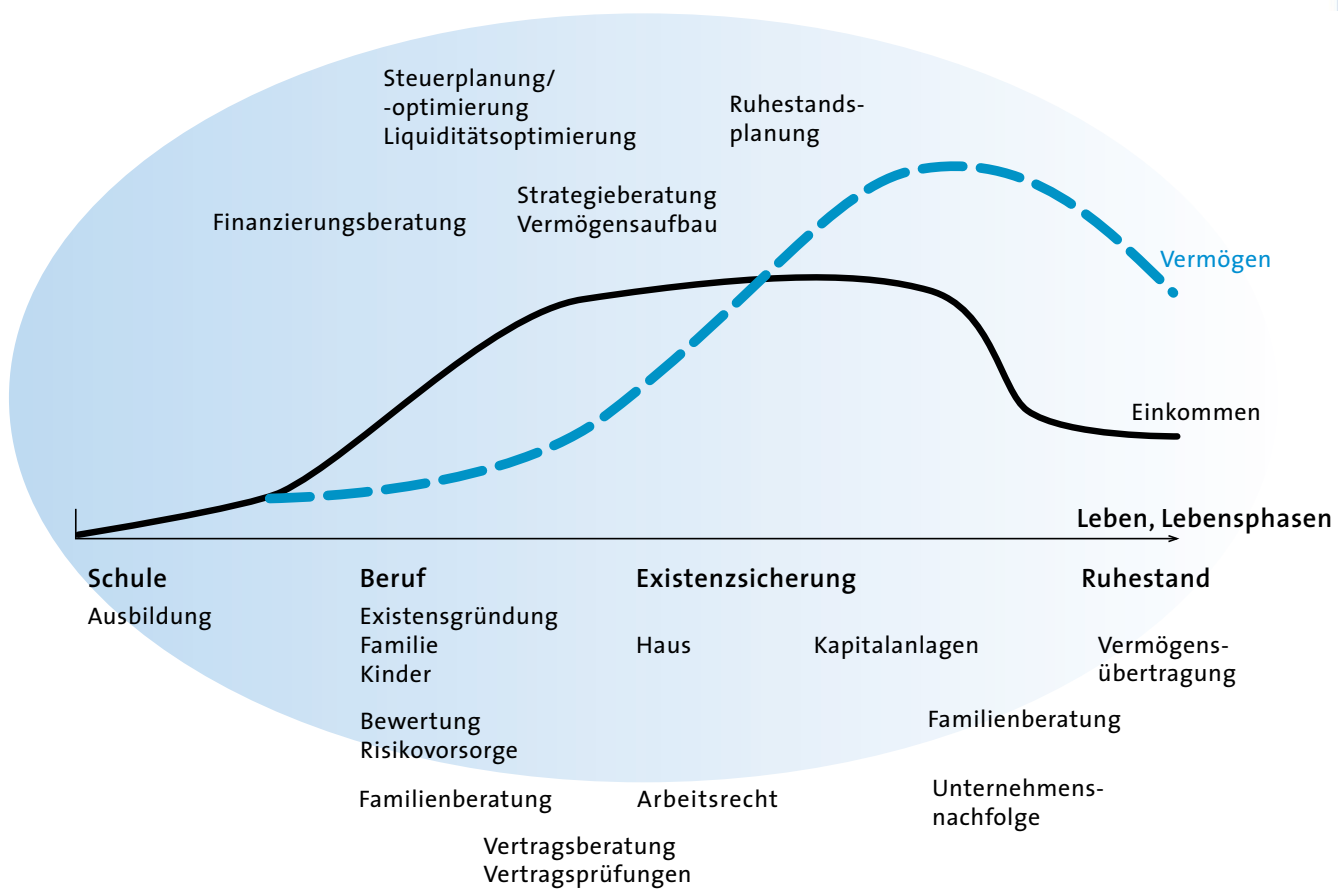 Steuerplanung/
-optimierung
Liquiditätsoptimierung
Ruhestands-
planung
Finanzierungsberatung
Strategieberatung
Vermögensaufbau
Vermögen
Einkommen
Leben, Lebensphasen
Schule
Ausbildung
Beruf
Existensgründung
Familie
Kinder
Bewertung
Risikovorsorge
Familienberatung
Vertragsberatung
Vertragsprüfungen
Existenzsicherung
Haus
Kapitalanlagen
Arbeitsrecht
Ruhestand
Vermögens-
übertragung
Familienberatung
Unternehmens-
nachfolge